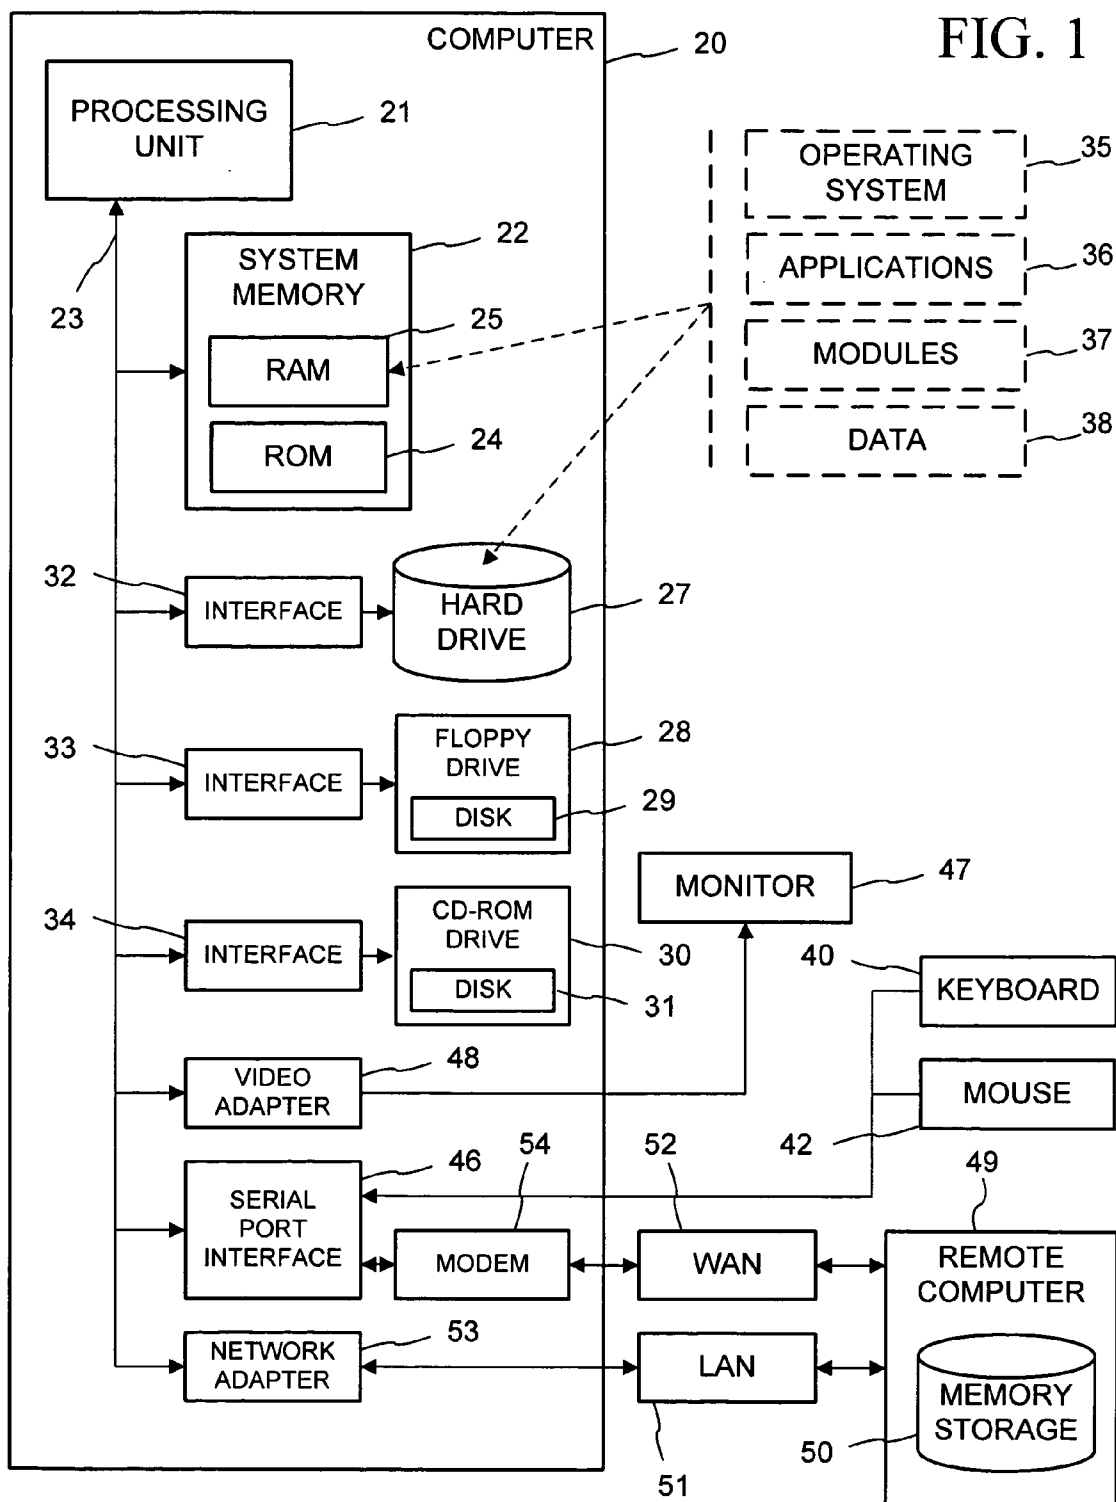 FIG. 1
COMPUTER
20
PROCESSING
UNIT
21
23
SYSTEM
MEMORY
22
RAM
25
ROM
24
OPERATING
SYSTEM
35
APPLICATIONS
36
MODULES
37
DATA
38
32
INTERFACE
HARD
DRIVE
27
33
INTERFACE
FLOPPY
DRIVE
28
DISK
29
34
INTERFACE
CD-ROM
DRIVE
30
DISK
31
MONITOR
47
40
KEYBOARD
MOUSE
42
VIDEO
ADAPTER
48
SERIAL
PORT
INTERFACE
46
MODEM
54
WAN
52
49
REMOTE
COMPUTER
NETWORK
ADAPTER
53
LAN
51
MEMORY
STORAGE
50